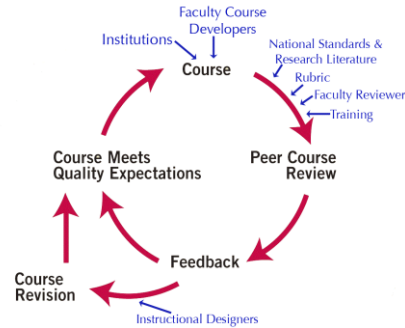 Faculty Course
Developers
Institutions
Course
National Standards &
Research Literature
Rubric
Faculty Reviewer
Training
Peer Course
Review
Course Meets
Quality Expectations
Feedback
Course
Revision
Instructional Designers